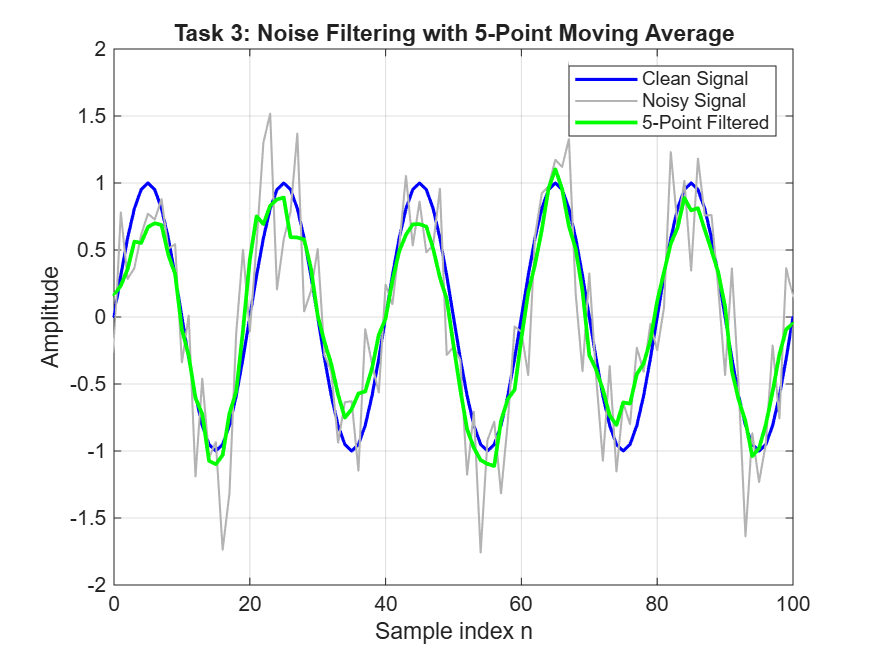 Task 3: Noise Filtering with 5-Point Moving Average
2
1.5
1
0.5
0
-0.5
-1
-1.5
-2
Amplitude
Clean Signal
Noisy Signal
5-Point Filtered
0 20 40 60 80 100
Sample index n